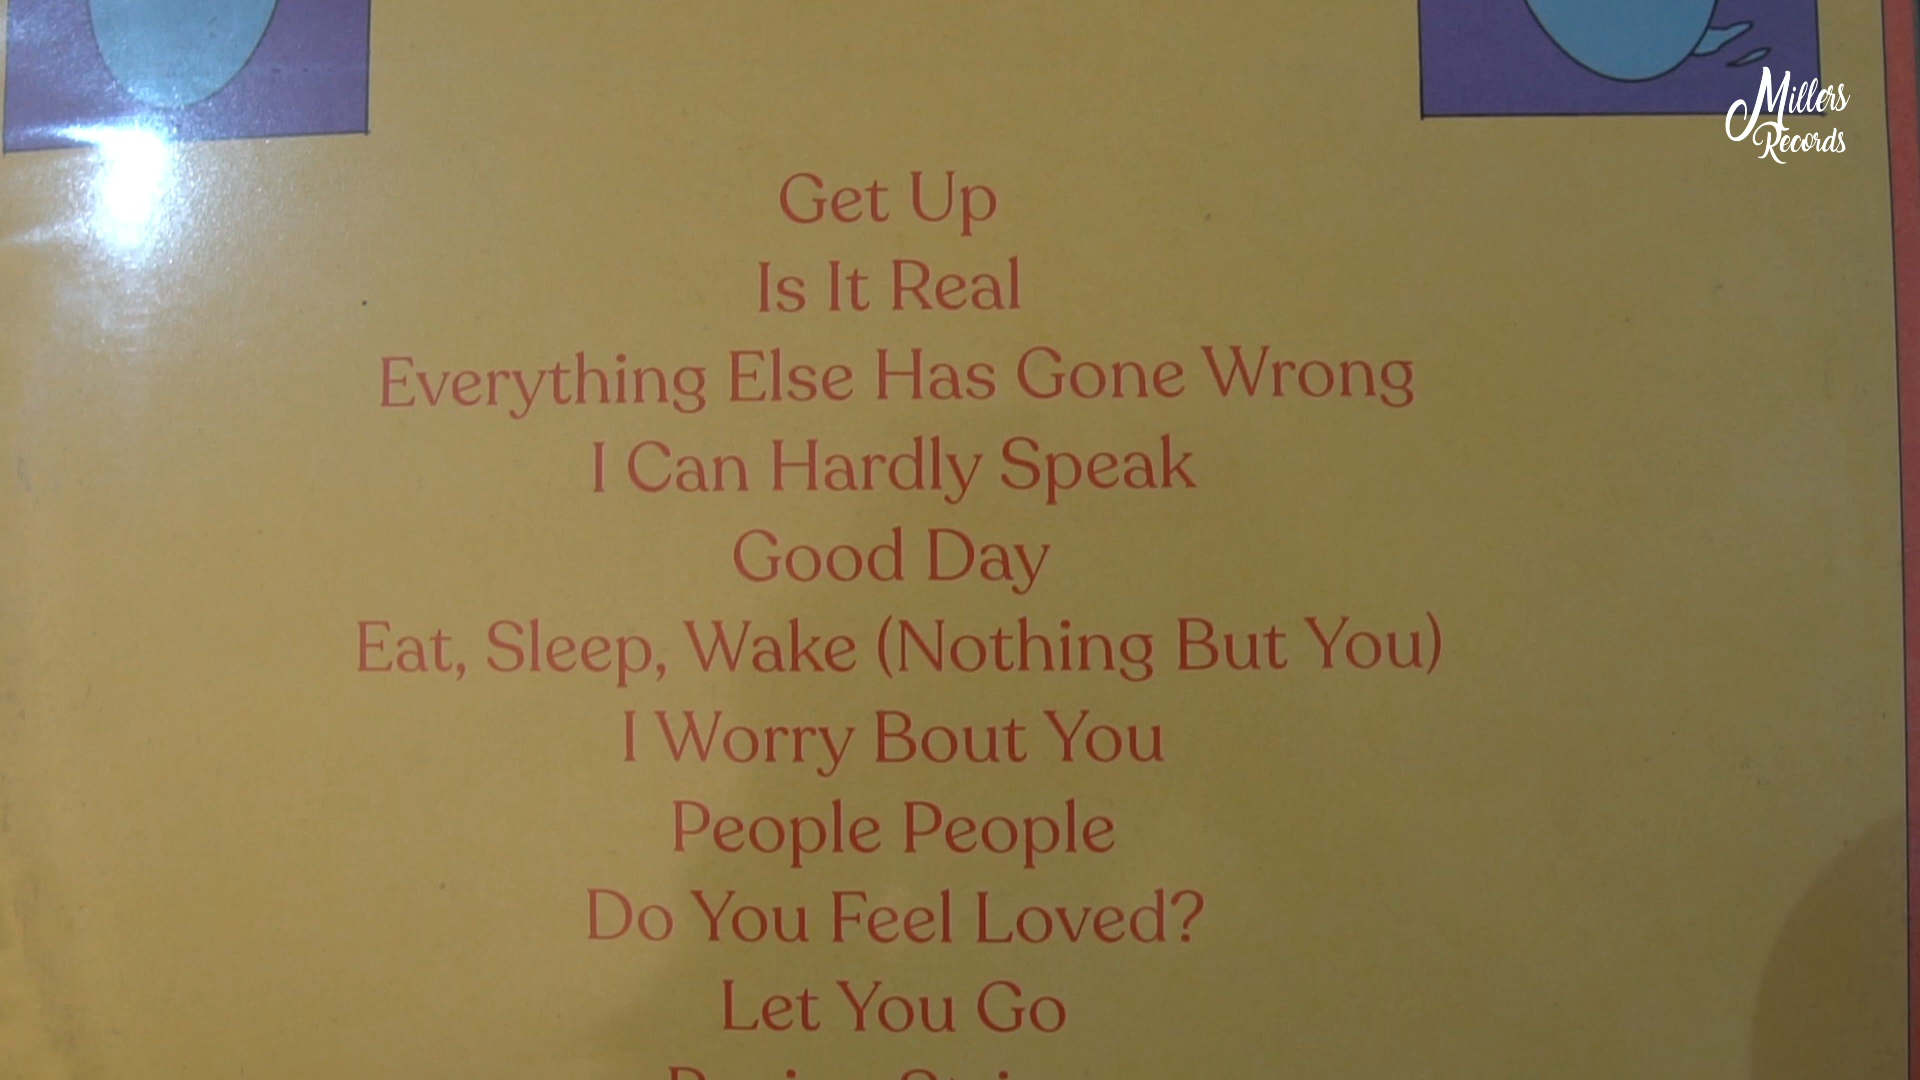 Millers
Records
Get Up
Is It Real
Everything Else Has Gone Wrong
I Can Hardly Speak
Good Day
Eat, Sleep, Wake (Nothing But You)
I Worry Bout You
People People
Do You Feel Loved?
Let You Go